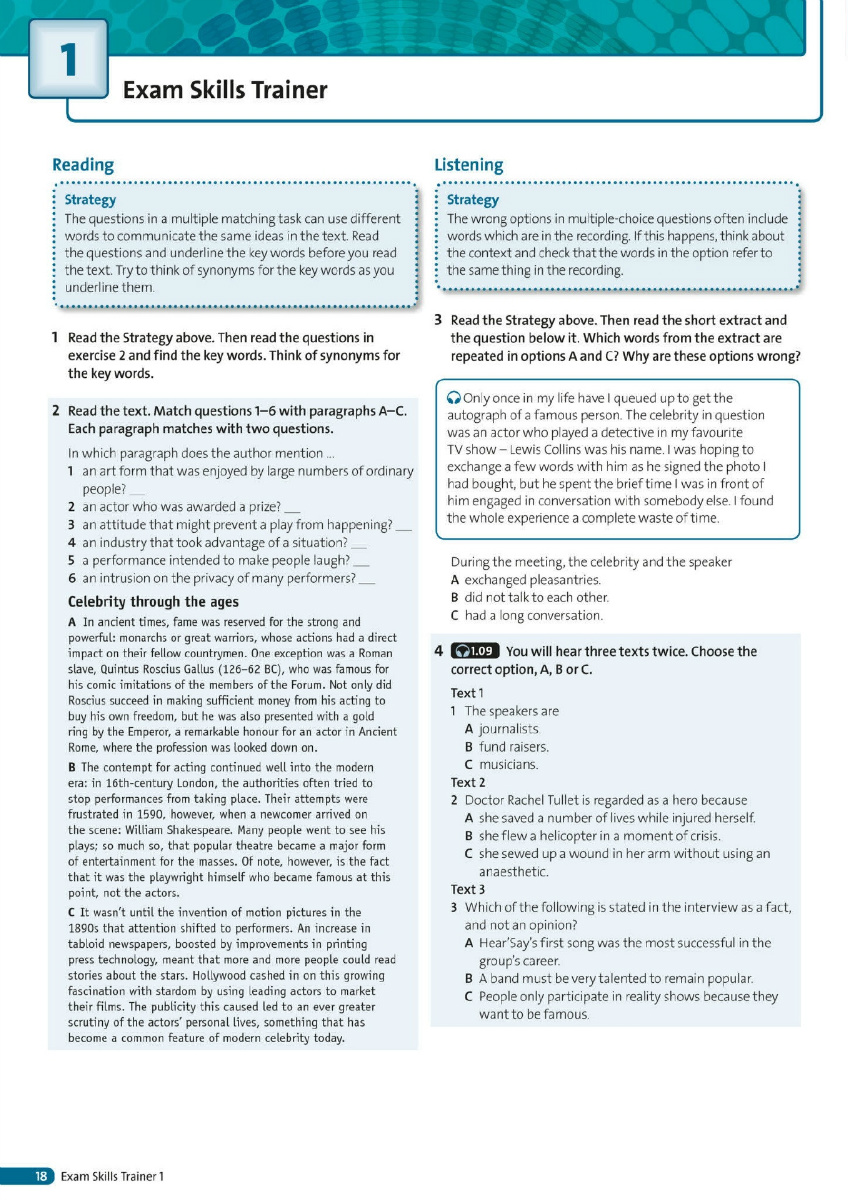 1
Exam Skills Trainer
Reading
Strategy
The questions in a multiple matching task can use different
words to communicate the same ideas in the text. Read
the questions and underline the key words before you read
the text. Try to think of synonyms for the key words as you
underline them.
1 Read the Strategy above. Then read the questions in
exercise 2 and find the key words. Think of synonyms for
the key words.
2 Read the text. Match questions 1–6 with paragraphs A–C.
Each paragraph matches with two questions.
In which paragraph does the author mention ...
1 an art form that was enjoyed by large numbers of ordinary
people? __
2 an actor who was awarded a prize? __
3 an attitude that might prevent a play from happening? __
4 an industry that took advantage of a situation? __
5 a performance intended to make people laugh? __
6 an intrusion on the privacy of many performers? __
Celebrity through the ages
A In ancient times, fame was reserved for the strong and
powerful: monarchs or great warriors, whose actions had a direct
impact on their fellow countrymen. One exception was a Roman
slave, Quintus Roscius Gallus (126–62 BC), who was famous for
his comic imitations of the members of the Forum. Not only did
Roscius succeed in making sufficient money from his acting to
buy his own freedom, but he was also presented with a gold
ring by the Emperor, a remarkable honour for an actor in Ancient
Rome, where the profession was looked down on.
B The contempt for acting continued well into the modern
era: in 16th-century London, the authorities often tried to
stop performances from taking place. Their attempts were
frustrated in 1590, however, when a newcomer arrived on
the scene: William Shakespeare. Many people went to see his
plays; so much so, that popular theatre became a major form
of entertainment for the masses. Of note, however, is the fact
that it was the playwright himself who became famous at this
point, not the actors.
C It wasn't until the invention of motion pictures in the
1890s that attention shifted to performers. An increase in
tabloid newspapers, boosted by improvements in printing
press technology, meant that more and more people could read
stories about the stars. Hollywood cashed in on this growing
fascination with stardom by using leading actors to market
their films. The publicity this caused led to an ever greater
scrutiny of the actors' personal lives, something that has
become a common feature of modern celebrity today.
Listening
Strategy
The wrong options in multiple-choice questions often include
words which are in the recording. If this happens, think about
the context and check that the words in the option refer to
the same thing in the recording.
3 Read the Strategy above. Then read the short extract and
the question below it. Which words from the extract are
repeated in options A and C? Why are these options wrong?
Only once in my life have I queued up to get the
autograph of a famous person. The celebrity in question
was an actor who played a detective in my favourite
TV show – Lewis Collins was his name. I was hoping to
exchange a few words with him as he signed the photo I
had bought, but he spent the brief time I was in front of
him engaged in conversation with somebody else. I found
the whole experience a complete waste of time.
During the meeting, the celebrity and the speaker
A exchanged pleasantries.
B did not talk to each other.
C had a long conversation.
4 1.09 You will hear three texts twice. Choose the
correct option, A, B or C.
Text 1
1 The speakers are
A journalists.
B fund raisers.
C musicians.
Text 2
2 Doctor Rachel Tullet is regarded as a hero because
A she saved a number of lives while injured herself.
B she flew a helicopter in a moment of crisis.
C she sewed up a wound in her arm without using an
anaesthetic.
Text 3
3 Which of the following is stated in the interview as a fact,
and not an opinion?
A Hear'Say's first song was the most successful in the
group's career.
B A band must be very talented to remain popular.
C People only participate in reality shows because they
want to be famous.
18 Exam Skills Trainer 1